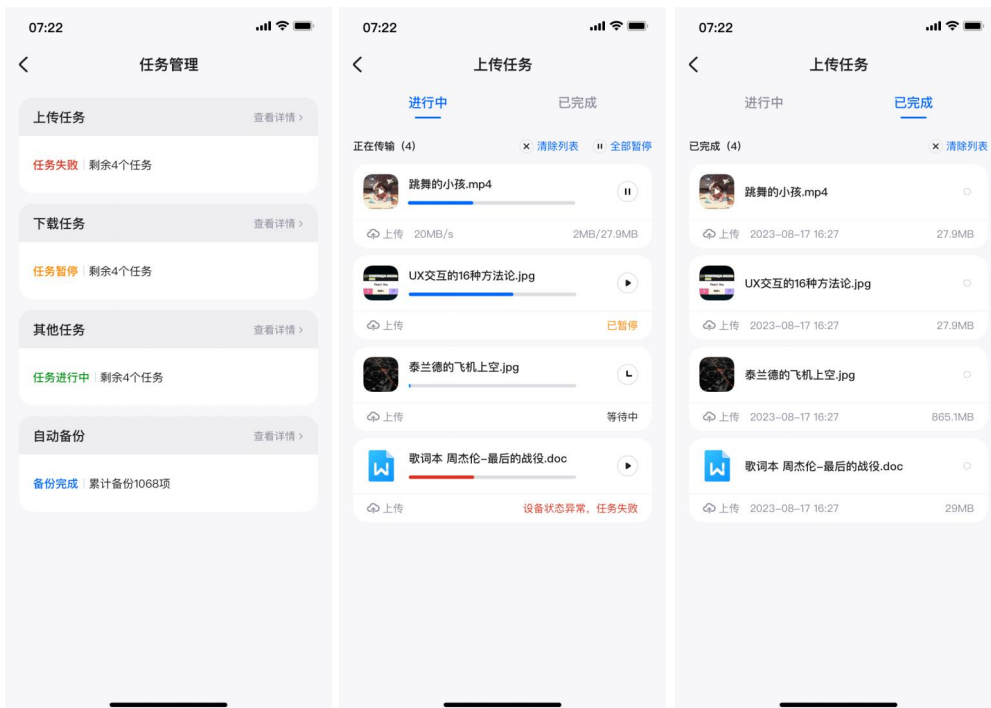 07:22
任务管理
上传任务 查看详情
任务失败 剩余4个任务
下载任务 查看详情
任务暂停 剩余4个任务
其他任务 查看详情
任务进行中 剩余4个任务
自动备份 查看详情
备份完成 累计备份1068项
07:22
上传任务
进行中 已完成
正在传输（4） 清除列表 全部暂停
跳舞的小孩.mp4
上传 20MB/s 2MB/27.9MB
UX交互的16种方法论.jpg
上传 已暂停
泰兰德的飞机上空.jpg
上传 等待中
歌词本 周杰伦-最后的战役.doc
上传 设备状态异常，任务失败
07:22
上传任务
进行中 已完成
已完成（4） 清除列表
跳舞的小孩.mp4
上传 2023-08-17 16:27 27.9MB
UX交互的16种方法论.jpg
上传 2023-08-17 16:27 27.9MB
泰兰德的飞机上空.jpg
上传 2023-08-17 16:27 865.1MB
歌词本 周杰伦-最后的战役.doc
上传 2023-08-17 16:27 29MB